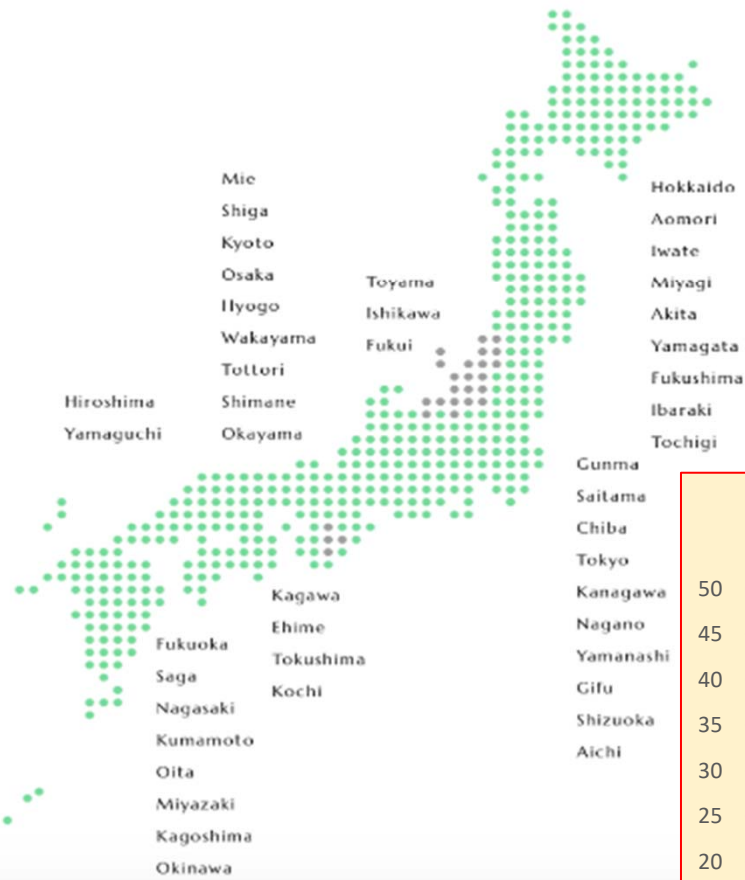 Mie
Shiga
Kyoto
Osaka
Hyogo
Wakayama
Tottori
Shimane
Okayama
Toyama
Ishikawa
Fukui
Hiroshima
Yamaguchi
Hokkaido
Aomori
Iwate
Miyagi
Akita
Yamagata
Fukushima
Ibaraki
Tochigi
Gunma
Saitama
Chiba
Tokyo
Kanagawa
Nagano
Yamanashi
Gifu
Shizuoka
Aichi
Kagawa
Ehime
Tokushima
Kochi
Fukuoka
Saga
Nagasaki
Kumamoto
Oita
Miyazaki
Kagoshima
Okinawa
50
45
40
35
30
25
20